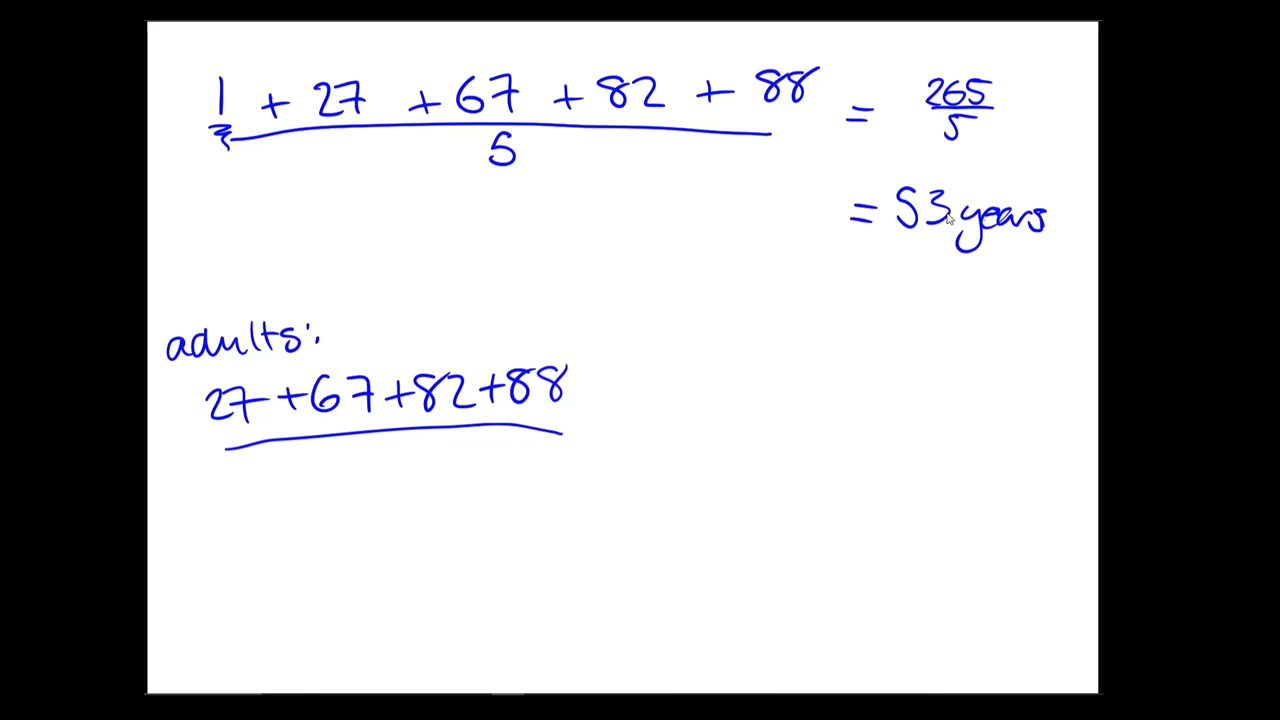 1 + 27 + 67 + 82 + 88 = 265
5 5
= 53 years
adults:
27+67+82+88